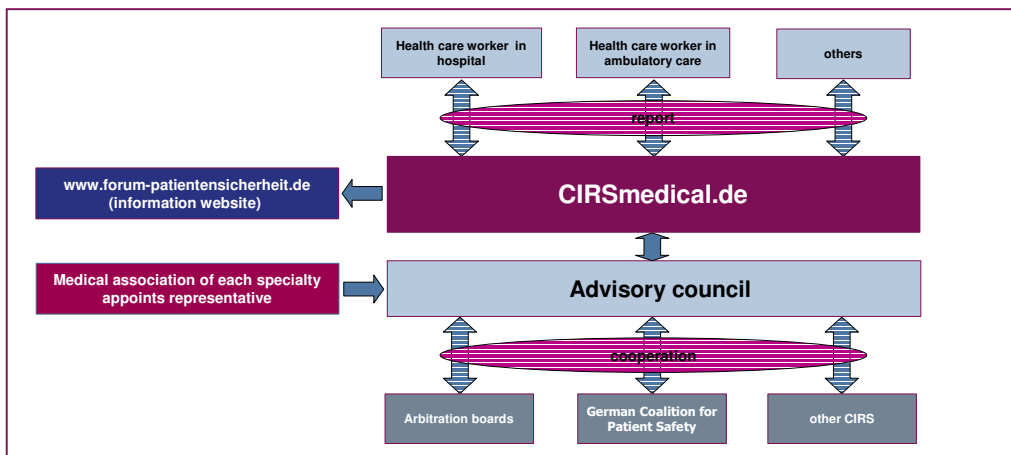 Health care worker in
hospital
Health care worker in
ambulatory care
others
report
www.forum-patientensicherheit.de
(information website)
CIRSmedical.de
Medical association of each specialty
appoints representative
Advisory council
cooperation
Arbitration boards
German Coalition for
Patient Safety
other CIRS